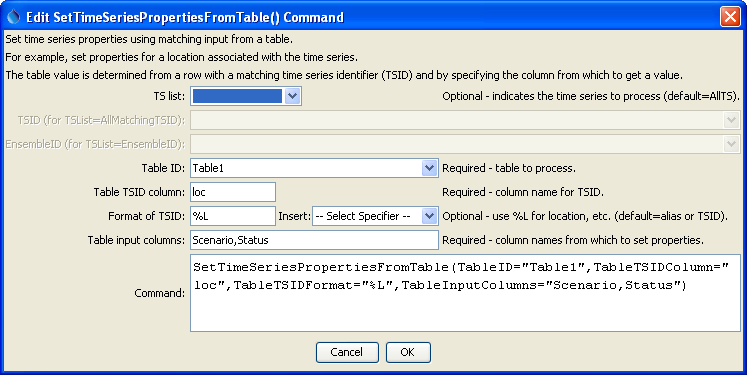 Edit SetTimeSeriesPropertiesFromTable() Command
Set time series properties using matching input from a table.
For example, set properties for a location associated with the time series.
The table value is determined from a row with a matching time series identifier (TSID) and by specifying the column from which to get a value.
TS list: Optional - indicates the time series to process (default=AllTS).
TSID (for TSList=AllMatchingTSID):
EnsembleID (for TSList=EnsembleID):
Table ID: Table1 Required - table to process.
Table TSID column: loc Required - column name for TSID.
Format of TSID: %L Insert: -- Select Specifier -- Optional - use %L for location, etc. (default=alias or TSID).
Table input columns: Scenario,Status Required - column names from which to set properties.
Command: SetTimeSeriesPropertiesFromTable(TableID="Table1",TableTSIDColumn="
loc",TableTSIDFormat="%L",TableInputColumns="Scenario,Status")
Cancel OK